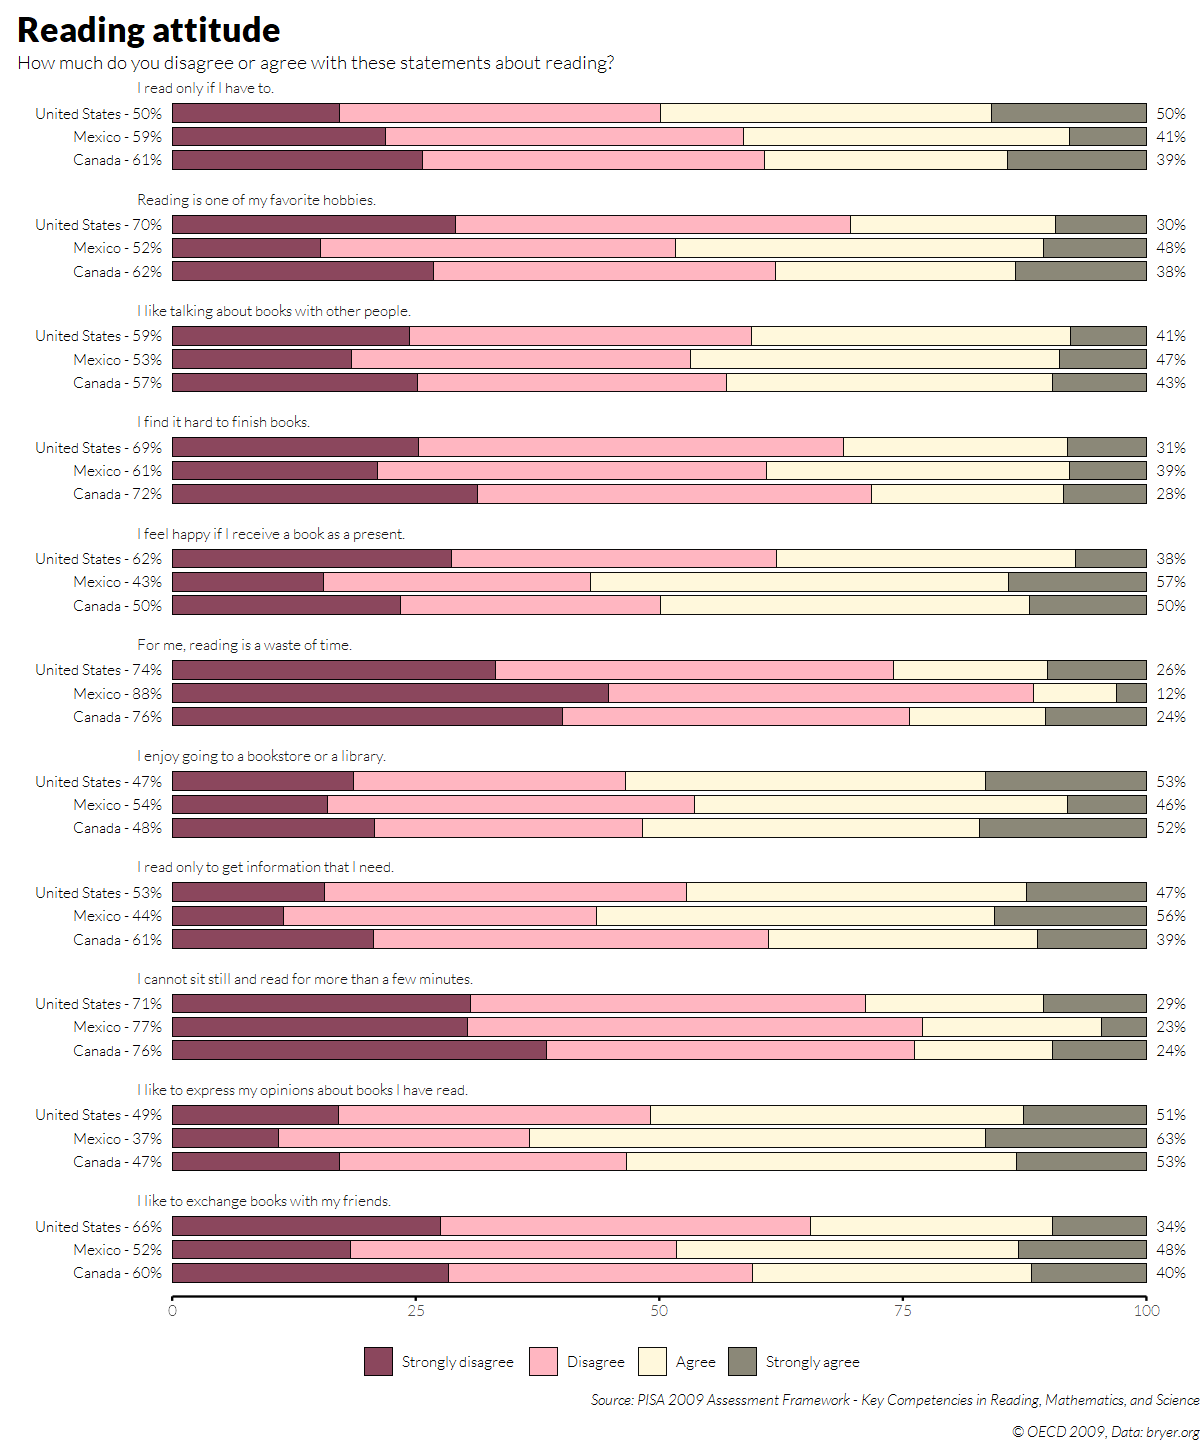 Reading attitude
How much do you disagree or agree with these statements about reading?
I read only if I have to.
United States - 50% 50%
Mexico - 59% 41%
Canada - 61% 39%
Reading is one of my favorite hobbies.
United States - 70% 30%
Mexico - 52% 48%
Canada - 62% 38%
I like talking about books with other people.
United States - 59% 41%
Mexico - 53% 47%
Canada - 57% 43%
I find it hard to finish books.
United States - 69% 31%
Mexico - 61% 39%
Canada - 72% 28%
I feel happy if I receive a book as a present.
United States - 62% 38%
Mexico - 43% 57%
Canada - 50% 50%
For me, reading is a waste of time.
United States - 74% 26%
Mexico - 88% 12%
Canada - 76% 24%
I enjoy going to a bookstore or a library.
United States - 47% 53%
Mexico - 54% 46%
Canada - 48% 52%
I read only to get information that I need.
United States - 53% 47%
Mexico - 44% 56%
Canada - 61% 39%
I cannot sit still and read for more than a few minutes.
United States - 71% 29%
Mexico - 77% 23%
Canada - 76% 24%
I like to express my opinions about books I have read.
United States - 49% 51%
Mexico - 37% 63%
Canada - 47% 53%
I like to exchange books with my friends.
United States - 66% 34%
Mexico - 52% 48%
Canada - 60% 40%
0 25 50 75 100
Strongly disagree Disagree Agree Strongly agree
Source: PISA 2009 Assessment Framework - Key Competencies in Reading, Mathematics, and Science
© OECD 2009, Data: bryer.org